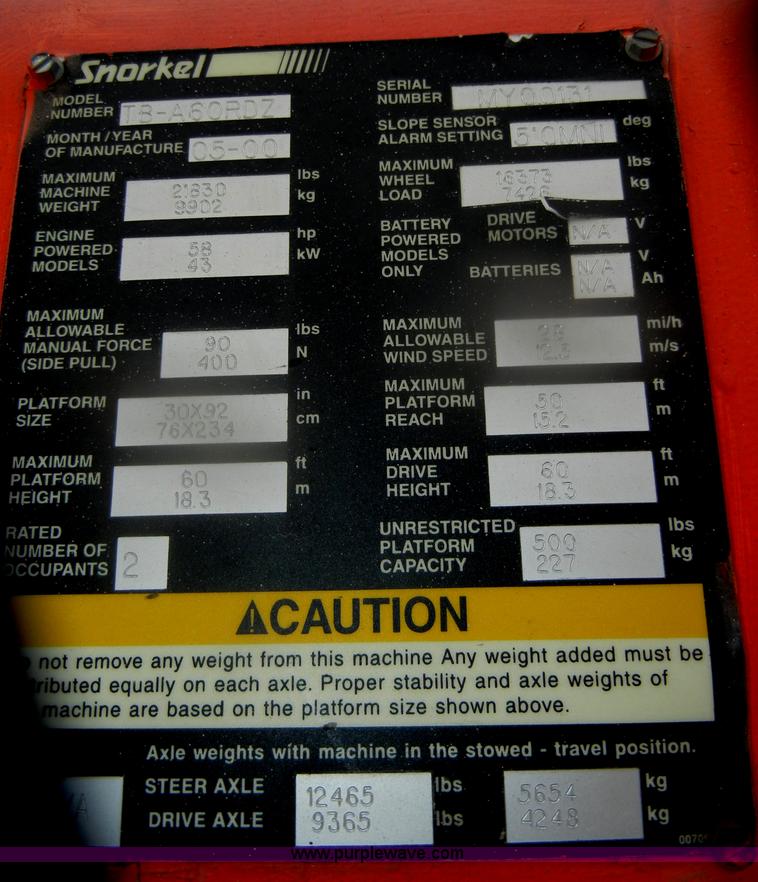 Snorkel
MODEL
NUMBER TB-A60RDZ
MONTH / YEAR
OF MANUFACTURE 05-00
MAXIMUM
MACHINE
WEIGHT
21830 lbs
9902 kg
ENGINE
POWERED
MODELS
58 hp
43 kW
MAXIMUM
ALLOWABLE
MANUAL FORCE
(SIDE PULL)
90 lbs
400 N
PLATFORM
SIZE
30X92 in
76X234 cm
MAXIMUM
PLATFORM
HEIGHT
60 ft
18.3 m
RATED
NUMBER OF
OCCUPANTS 2
SERIAL
NUMBER
SLOPE SENSOR
ALARM SETTING 5°OMNI deg
MAXIMUM
WHEEL
LOAD
lbs
kg
BATTERY
POWERED
MODELS
ONLY
DRIVE
MOTORS N/A V
BATTERIES N/A V
N/A Ah
MAXIMUM
ALLOWABLE
WIND SPEED
mi/h
m/s
MAXIMUM
PLATFORM
REACH
50 ft
15.2 m
MAXIMUM
DRIVE
HEIGHT
60 ft
18.3 m
UNRESTRICTED
PLATFORM
CAPACITY
500 lbs
227 kg
CAUTION
not remove any weight from this machine Any weight added must be
equally on each axle. Proper stability and axle weights of
machine are based on the platform size shown above.
Axle weights with machine in the stowed - travel position.
STEER AXLE 12465 lbs 5654 kg
DRIVE AXLE 9365 lbs 4248 kg
www.purplewave.com